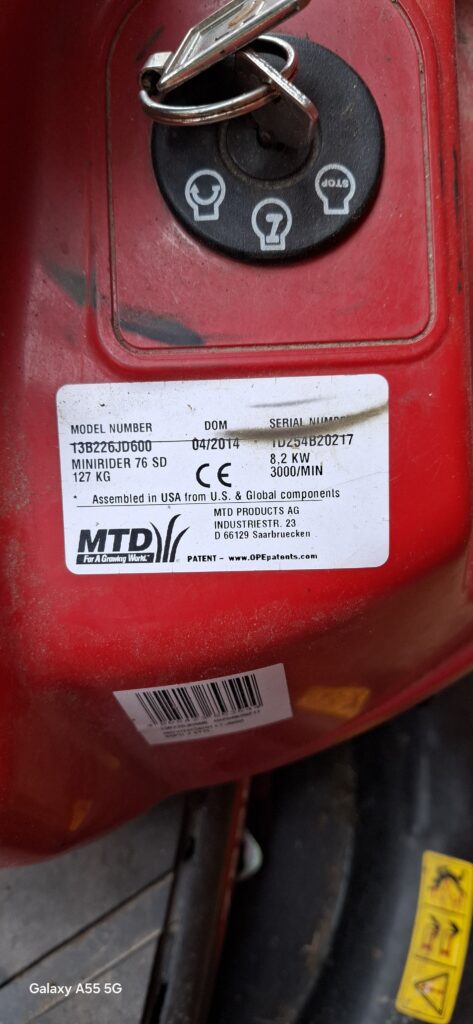 STOP
MODEL NUMBER DOM SERIAL NUMBER
13B226JD600 04/2014 1D254B20217
MINIRIDER 76 SD 8,2 KW
127 KG 3000/MIN
* Assembled in USA from U.S. & Global components
MTD PRODUCTS AG
INDUSTRIESTR. 23
D 66129 Saarbruecken
MTD
For A Growing World.™
PATENT – www.OPEpatents.com
Galaxy A55 5G